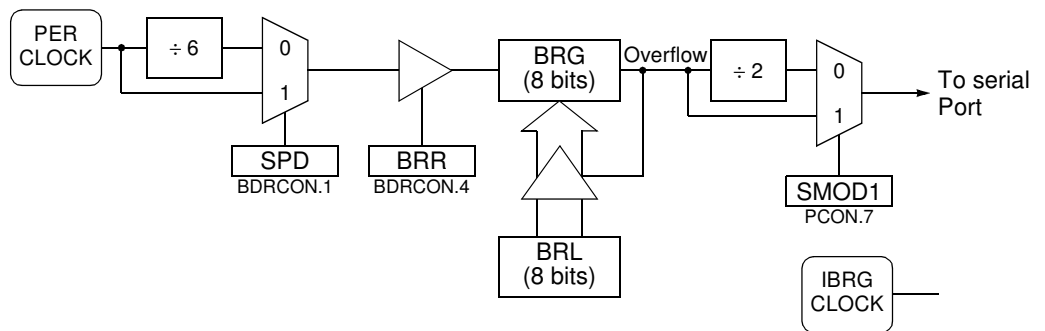 PER
CLOCK
÷ 6
0
1
SPD
BDRCON.1
BRR
BDRCON.4
BRG
(8 bits)
Overflow
÷ 2
0
1
To serial
Port
SMOD1
PCON.7
BRL
(8 bits)
IBRG
CLOCK